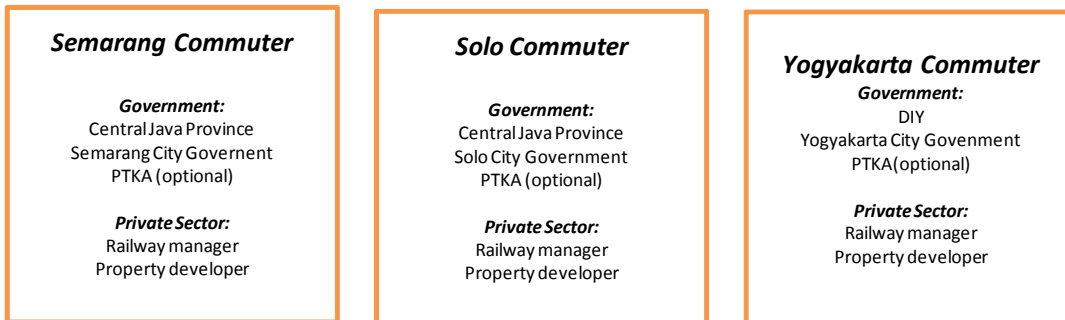 Semarang Commuter
Government:
Central Java Province
Semarang City Governent
PTKA (optional)
Private Sector:
Railway manager
Property developer
Solo Commuter
Government:
Central Java Province
Solo City Government
PTKA (optional)
Private Sector:
Railway manager
Property developer
Yogyakarta Commuter
Government:
DIY
Yogyakarta City Govenment
PTKA(optional)
Private Sector:
Railway manager
Property developer